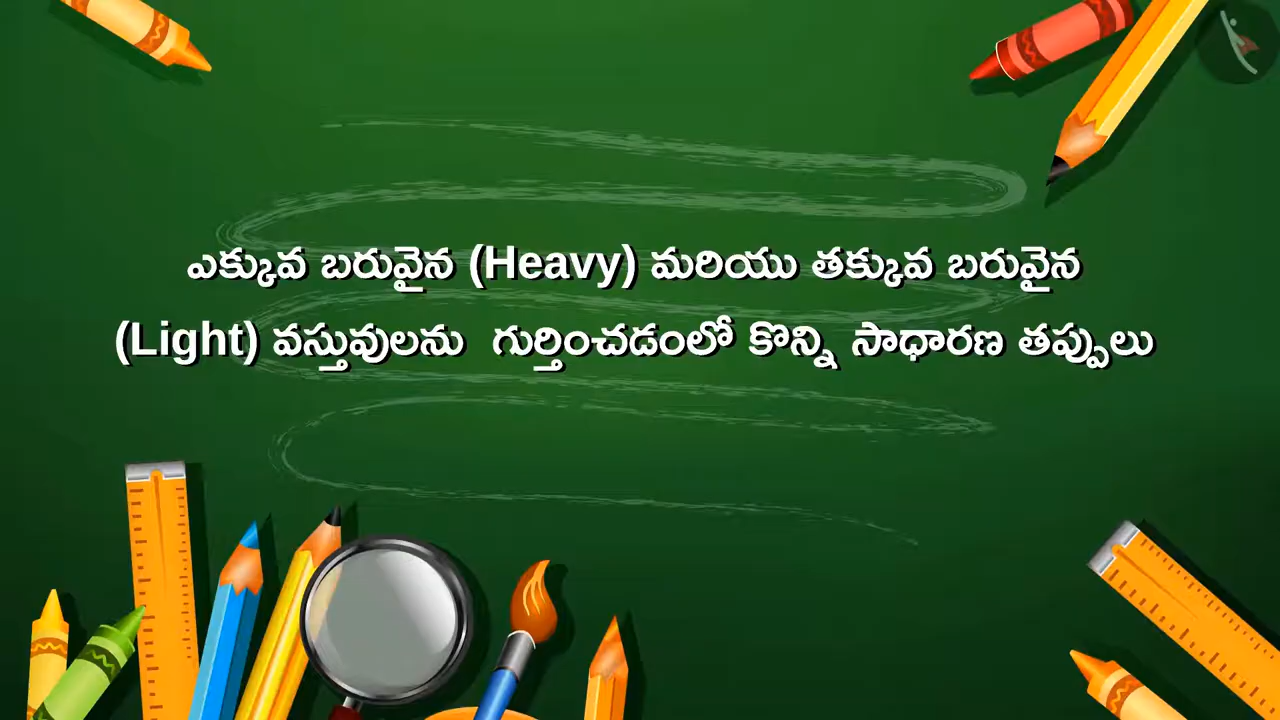 ఎక్కువ బరువైన (Heavy) మరియు తక్కువ బరువైన
(Light) వస్తువులను గుర్తించడంలో కొన్ని సాధారణ తప్పులు